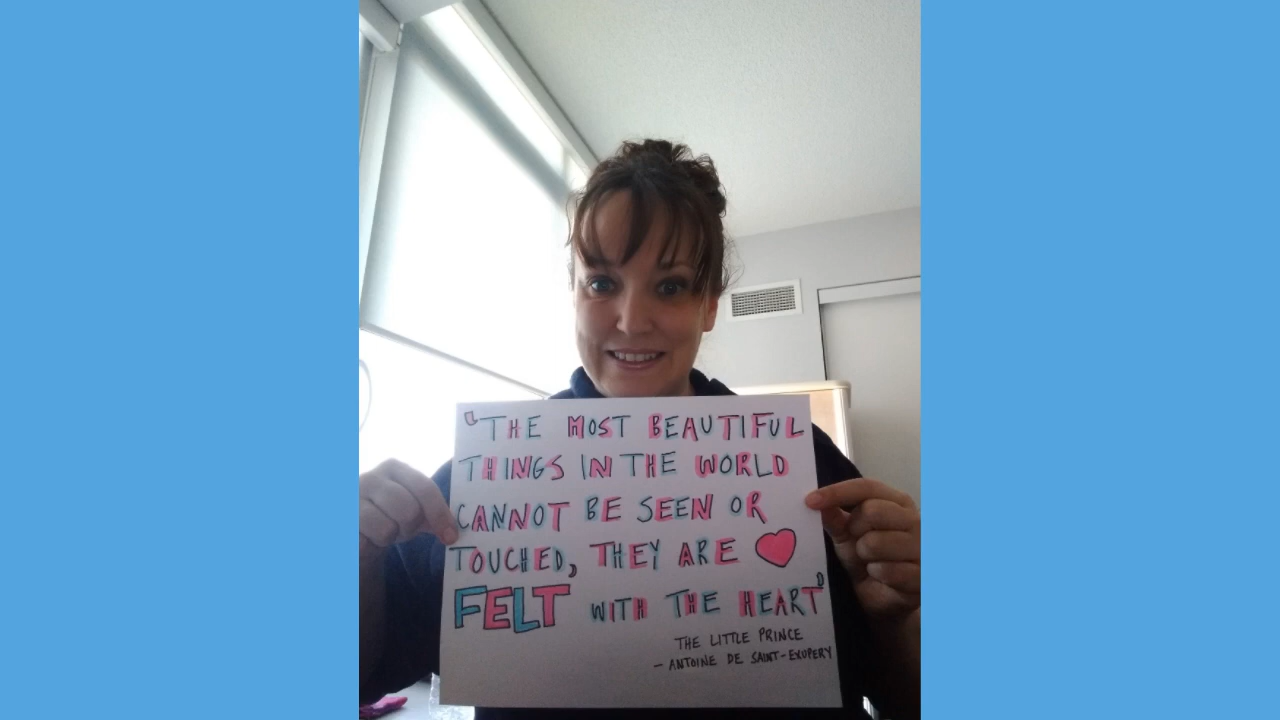 "THE MOST BEAUTIFUL
THINGS IN THE WORLD
CANNOT BE SEEN OR
TOUCHED, THEY ARE
FELT WITH THE HEART"
THE LITTLE PRINCE
- ANTOINE DE SAINT-EXUPERY